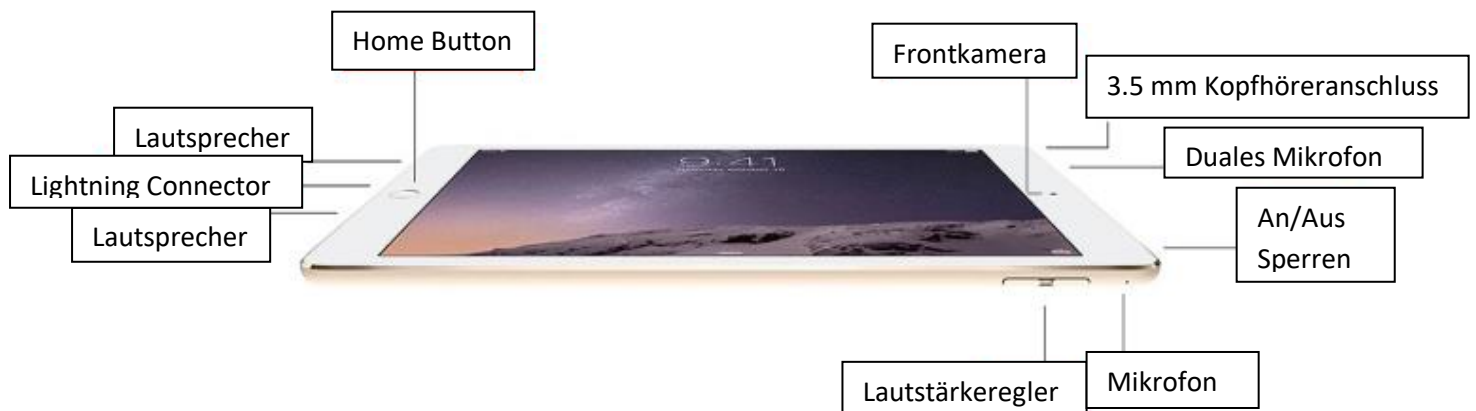 Home Button
Frontkamera
3.5 mm Kopfhöreranschluss
Lautsprecher
Duales Mikrofon
Lightning Connector
Lautsprecher
An/Aus
Sperren
9:41
Lautstärkeregler
Mikrofon